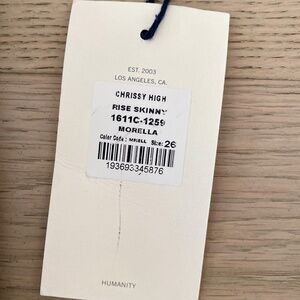 EST. 2003
LOS ANGELES, CA.
CHRISSY HIGH
RISE SKINNY
1611C-1259
MORELLA
Color Code : MRELL Size: 26
193693345876
HUMANITY